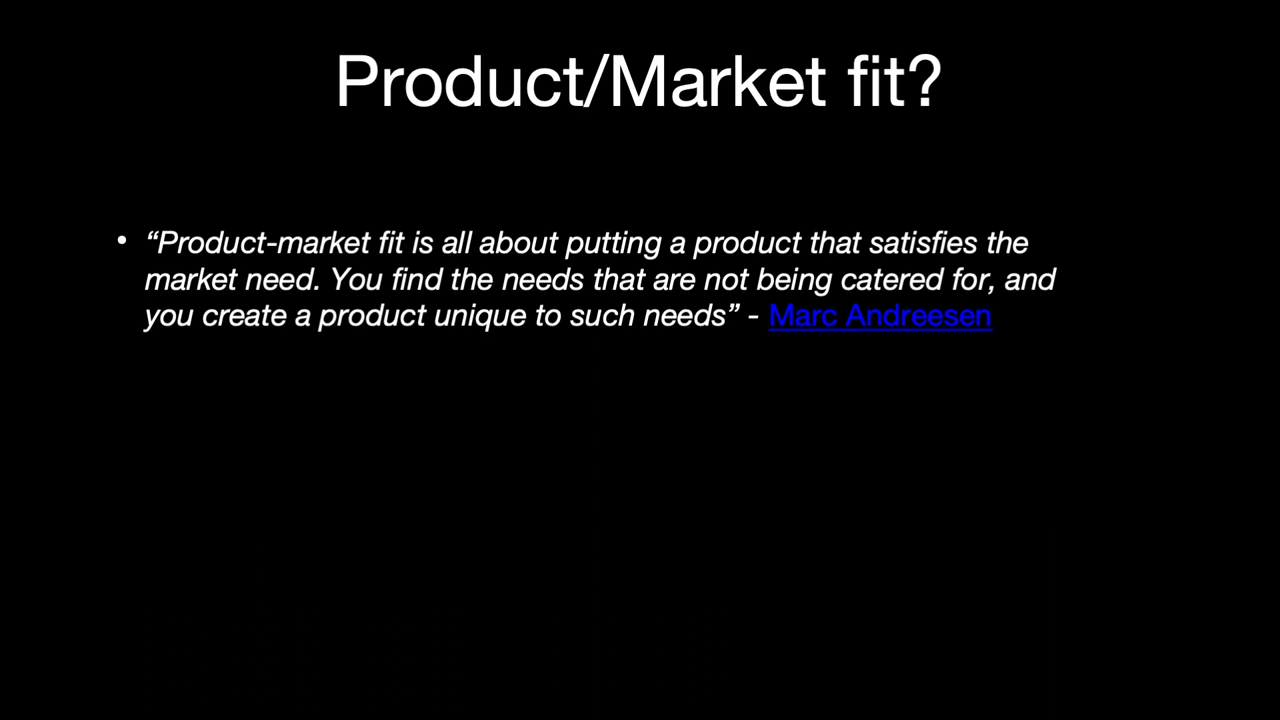 Product/Market fit?
• “Product-market fit is all about putting a product that satisfies the
market need. You find the needs that are not being catered for, and
you create a product unique to such needs” - Marc Andreesen